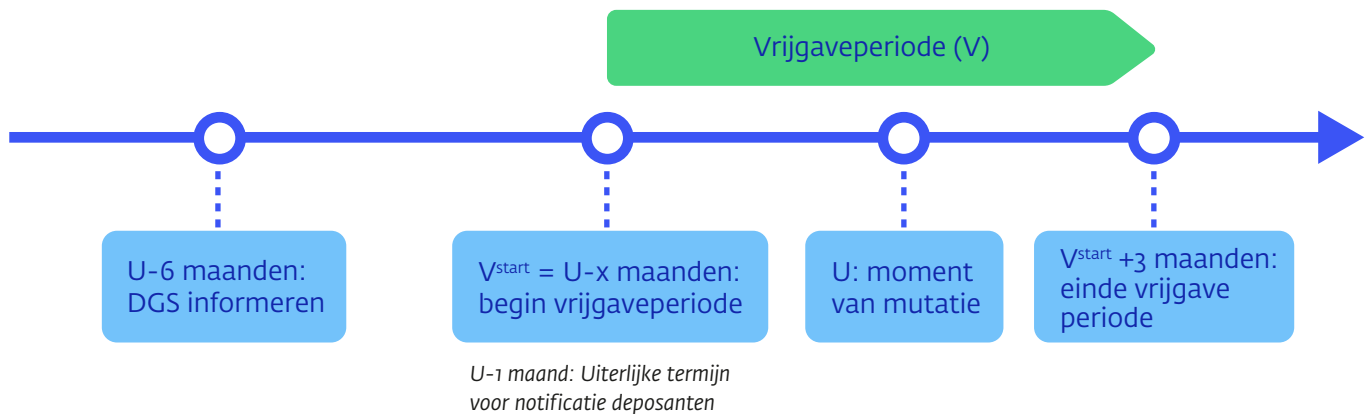 Vrijgaveperiode (V)
U-6 maanden:
DGS informeren
Vstart = U-x maanden:
begin vrijgaveperiode
U: moment
van mutatie
Vstart +3 maanden:
einde vrijgave
periode
U-1 maand: Uiterlijke termijn
voor notificatie deposanten